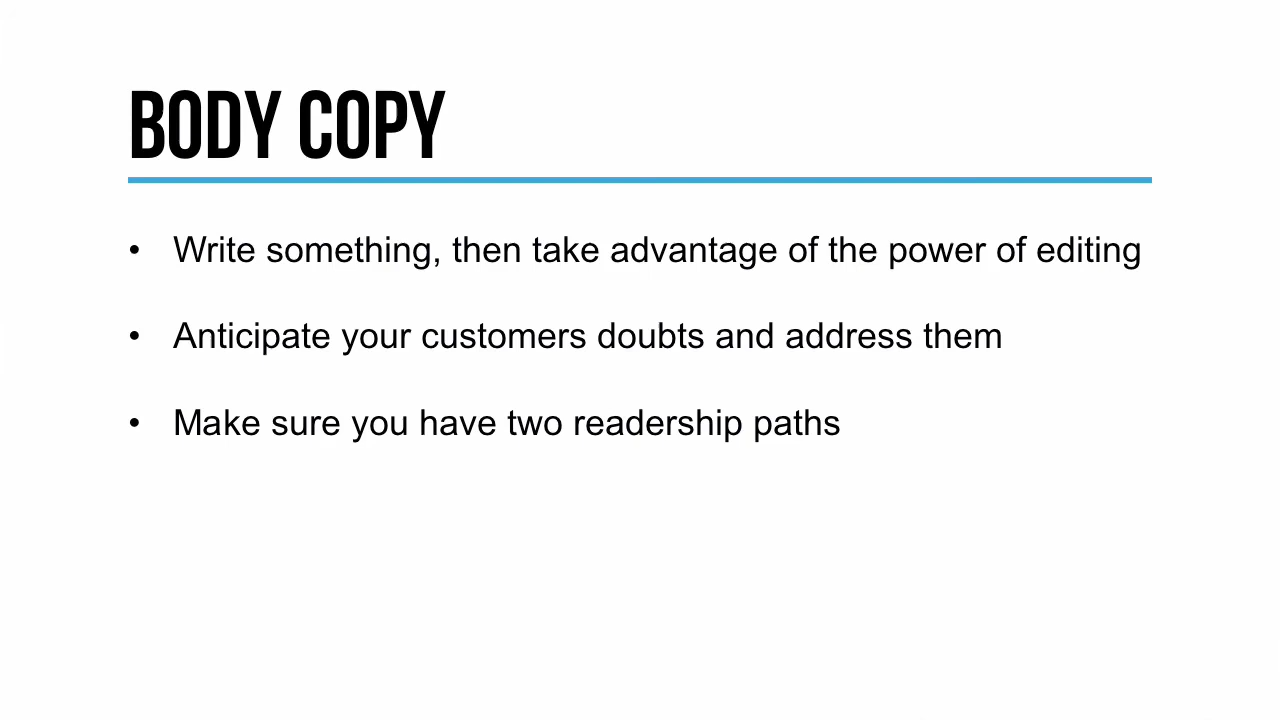 BODY COPY
• Write something, then take advantage of the power of editing
• Anticipate your customers doubts and address them
• Make sure you have two readership paths